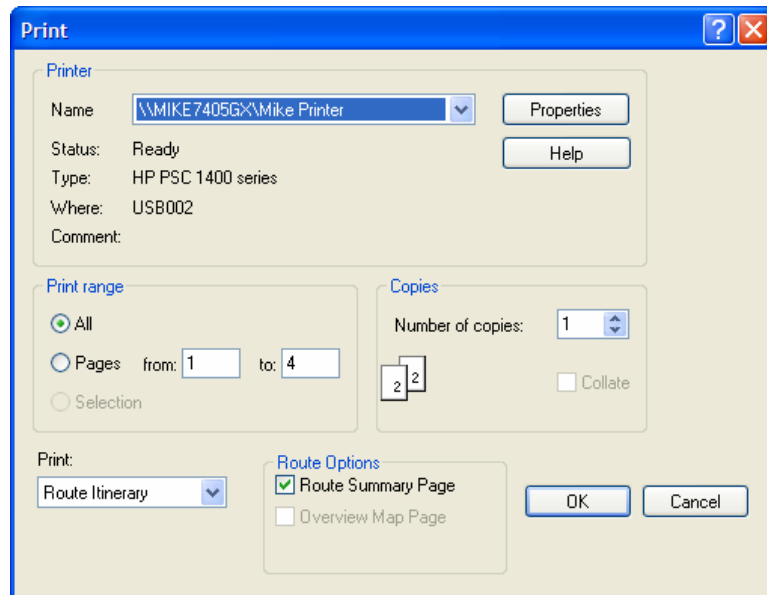 Print
Printer
Name \\MIKE7405GX\Mike Printer Properties
Status: Ready Help
Type: HP PSC 1400 series
Where: USB002
Comment:
Print range
All
Pages from: 1 to: 4
Selection
Copies
Number of copies: 1
2 2 Collate
Print:
Route Itinerary
Route Options
Route Summary Page
Overview Map Page
OK Cancel